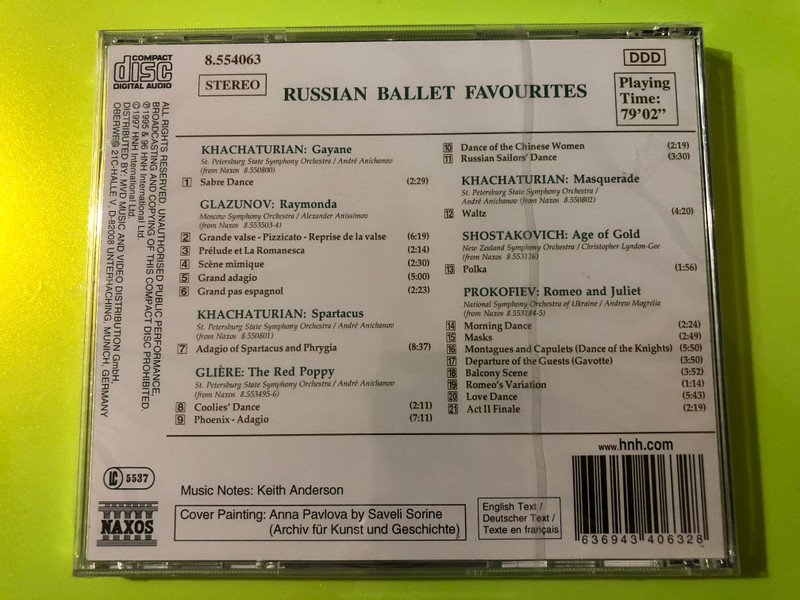 COMPACT
disc
DIGITAL AUDIO
8.554063
STEREO
RUSSIAN BALLET FAVOURITES
DDD
Playing
Time:
79'02"
ALL RIGHTS RESERVED. UNAUTHORISED PUBLIC PERFORMANCE,
BROADCASTING AND COPYING OF THIS COMPACT DISC PROHIBITED.
℗ 1995 & 96 HNH International Ltd.
©1997 HNH International Ltd.
DISTRIBUTED BY: MVD MUSIC AND VIDEO DISTRIBUTION GmbH,
OBERWEG 21C-HALLE V, D-82008 UNTERHACHING, MUNICH, GERMANY
KHACHATURIAN: Gayane
St. Petersburg State Symphony Orchestra / André Anichanov
(from Naxos 8.550800)
1 Sabre Dance (2:29)
GLAZUNOV: Raymonda
Moscow Symphony Orchestra / Alexander Anissimov
(from Naxos 8.553503-4)
2 Grande valse - Pizzicato - Reprise de la valse (6:19)
3 Prélude et La Romanesca (2:14)
4 Scène mimique (2:30)
5 Grand adagio (5:00)
6 Grand pas espagnol (2:23)
KHACHATURIAN: Spartacus
St. Petersburg State Symphony Orchestra / André Anichanov
(from Naxos 8.550801)
7 Adagio of Spartacus and Phrygia (8:37)
GLIÈRE: The Red Poppy
St. Petersburg State Symphony Orchestra / André Anichanov
(from Naxos 8.553495-6)
8 Coolies' Dance (2:11)
9 Phoenix - Adagio (7:11)
10 Dance of the Chinese Women (2:19)
11 Russian Sailors' Dance (3:30)
KHACHATURIAN: Masquerade
St. Petersburg State Symphony Orchestra /
André Anichanov (from Naxos 8.550802)
12 Waltz (4:20)
SHOSTAKOVICH: Age of Gold
New Zealand Symphony Orchestra / Christopher Lyndon-Gee
(from Naxos 8.553126)
13 Polka (1:56)
PROKOFIEV: Romeo and Juliet
National Symphony Orchestra of Ukraine / Andrew Mogrelia
(from Naxos 8.553184-5)
14 Morning Dance (2:24)
15 Masks (2:49)
16 Montagues and Capulets (Dance of the Knights) (5:50)
17 Departure of the Guests (Gavotte) (3:50)
18 Balcony Scene (3:52)
19 Romeo's Variation (1:14)
20 Love Dance (5:43)
21 Act II Finale (2:19)
www.hnh.com
LC 5537
NAXOS
Music Notes: Keith Anderson
Cover Painting: Anna Pavlova by Saveli Sorine
(Archiv für Kunst und Geschichte)
English Text /
Deutscher Text /
Texte en français
636943 406328